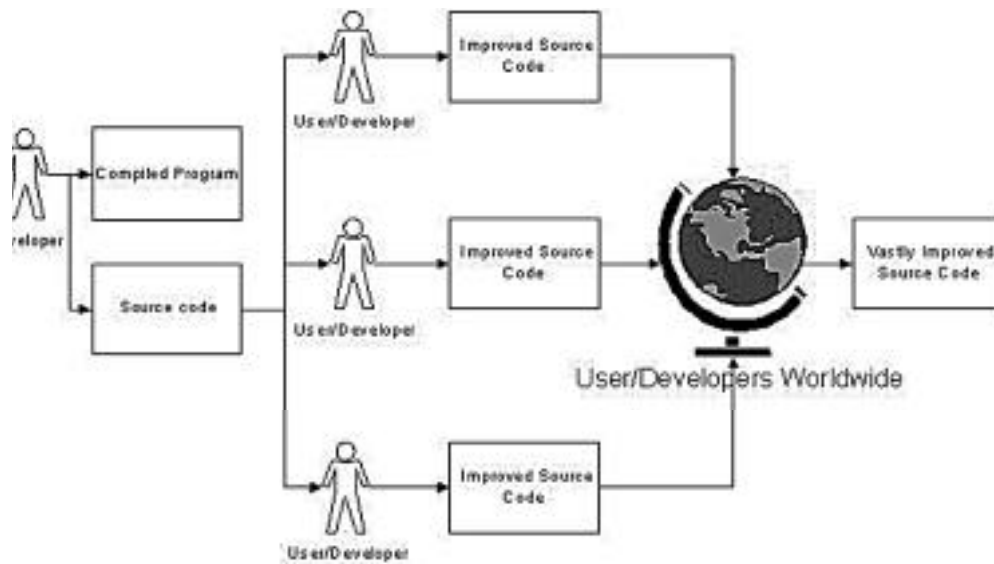 Improved Source
Code
User/Developer
Compiled Program
veloper
Improved Source
Code
User/Developer
Source code
Vastly Improved
Source Code
User/Developers Worldwide
Improved Source
Code
User/Developer